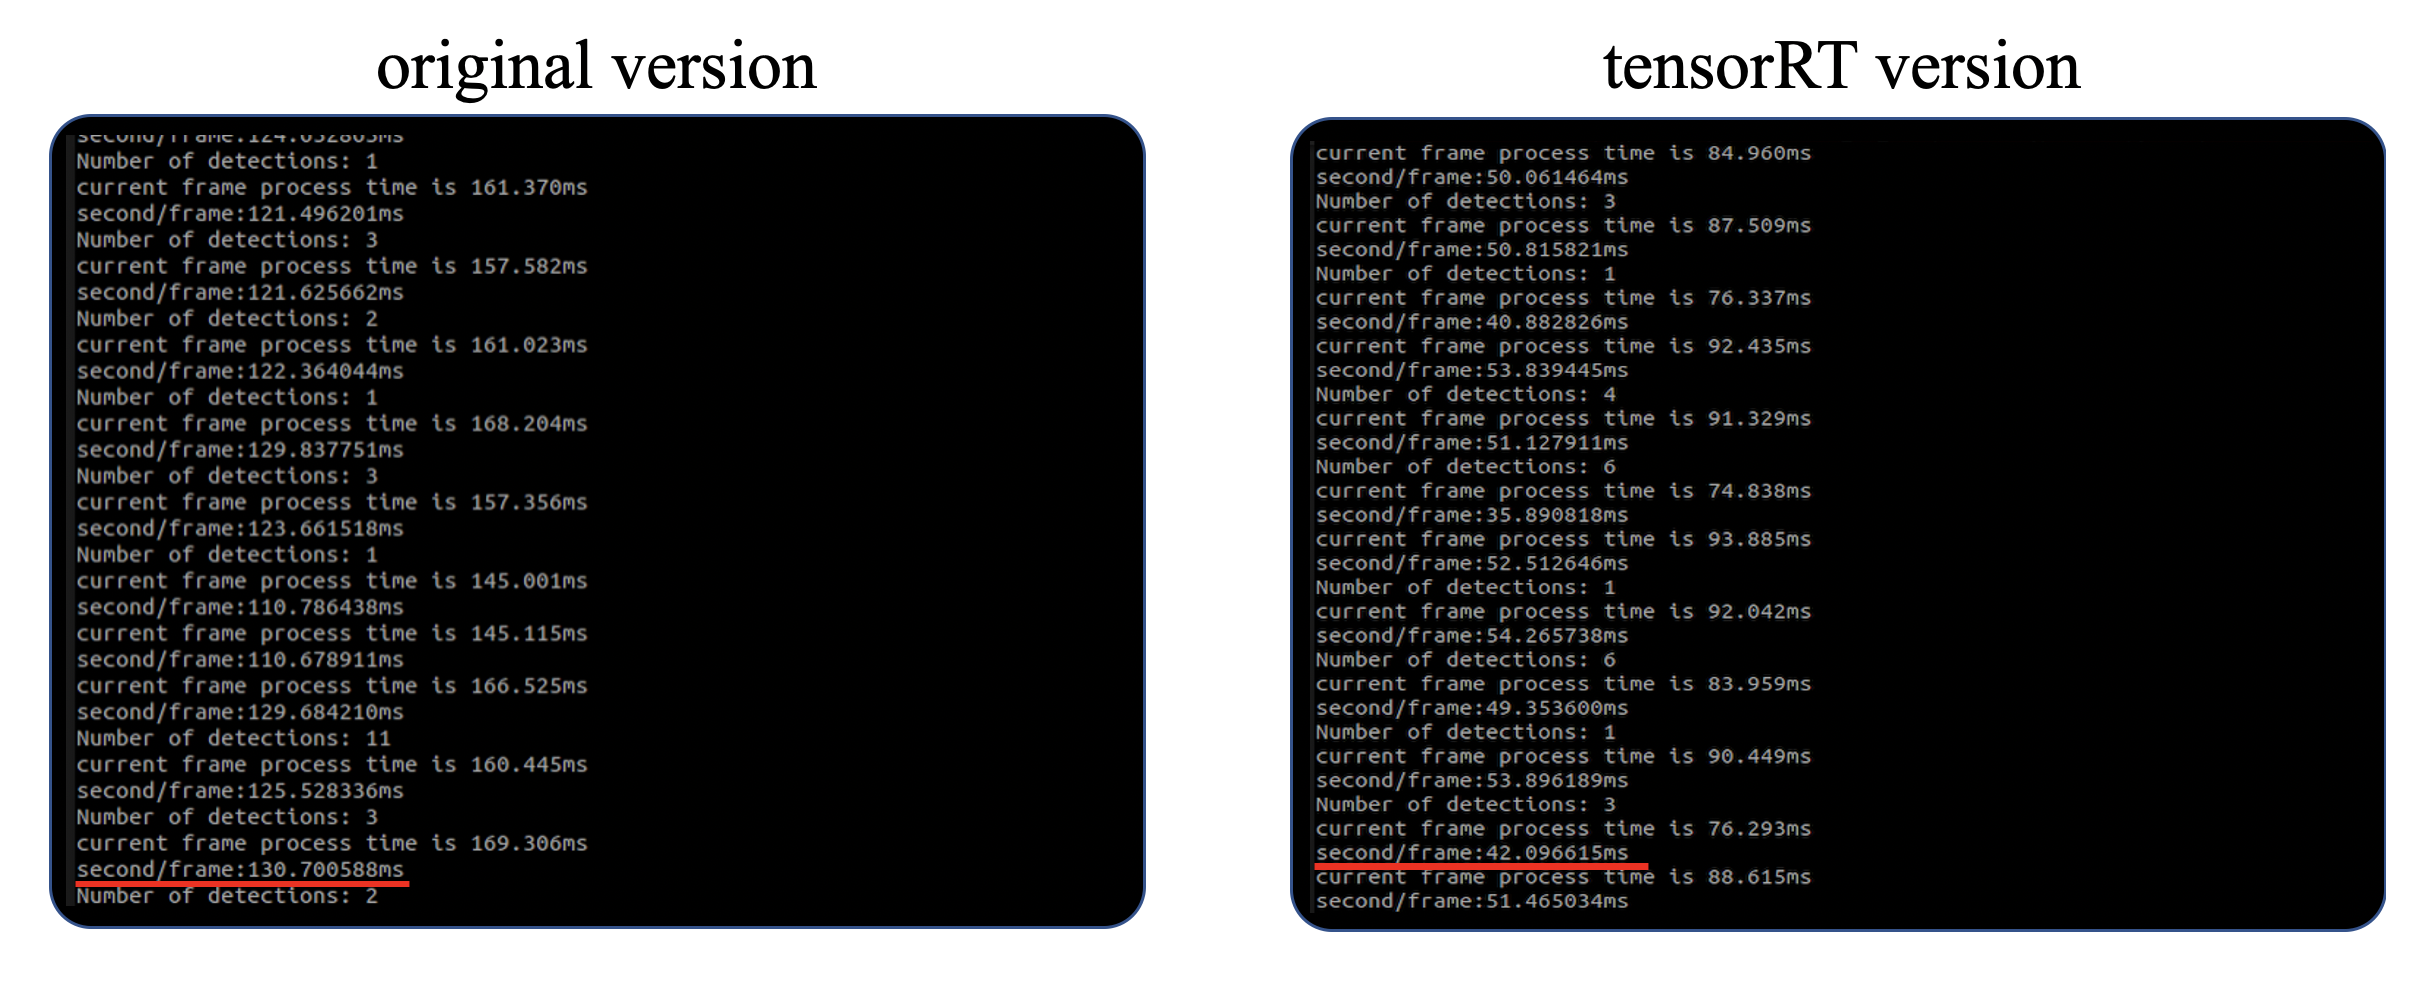 original version
second/frame:124.632865ms
Number of detections: 1
current frame process time is 161.370ms
second/frame:121.496201ms
Number of detections: 3
current frame process time is 157.582ms
second/frame:121.625662ms
Number of detections: 2
current frame process time is 161.023ms
second/frame:122.364044ms
Number of detections: 1
current frame process time is 168.204ms
second/frame:129.837751ms
Number of detections: 3
current frame process time is 157.356ms
second/frame:123.661518ms
Number of detections: 1
current frame process time is 145.001ms
second/frame:110.786438ms
current frame process time is 145.115ms
second/frame:110.678911ms
current frame process time is 166.525ms
second/frame:129.684210ms
Number of detections: 11
current frame process time is 160.445ms
second/frame:125.528336ms
Number of detections: 3
current frame process time is 169.306ms
second/frame:130.700588ms
Number of detections: 2
tensorRT version
current frame process time is 84.960ms
second/frame:50.061464ms
Number of detections: 3
current frame process time is 87.509ms
second/frame:50.815821ms
Number of detections: 1
current frame process time is 76.337ms
second/frame:40.882826ms
current frame process time is 92.435ms
second/frame:53.839445ms
Number of detections: 4
current frame process time is 91.329ms
second/frame:51.127911ms
Number of detections: 6
current frame process time is 74.838ms
second/frame:35.890818ms
current frame process time is 93.885ms
second/frame:52.512646ms
Number of detections: 1
current frame process time is 92.042ms
second/frame:54.265738ms
Number of detections: 6
current frame process time is 83.959ms
second/frame:49.353600ms
Number of detections: 1
current frame process time is 90.449ms
second/frame:53.896189ms
Number of detections: 3
current frame process time is 76.293ms
second/frame:42.096615ms
current frame process time is 88.615ms
second/frame:51.465034ms